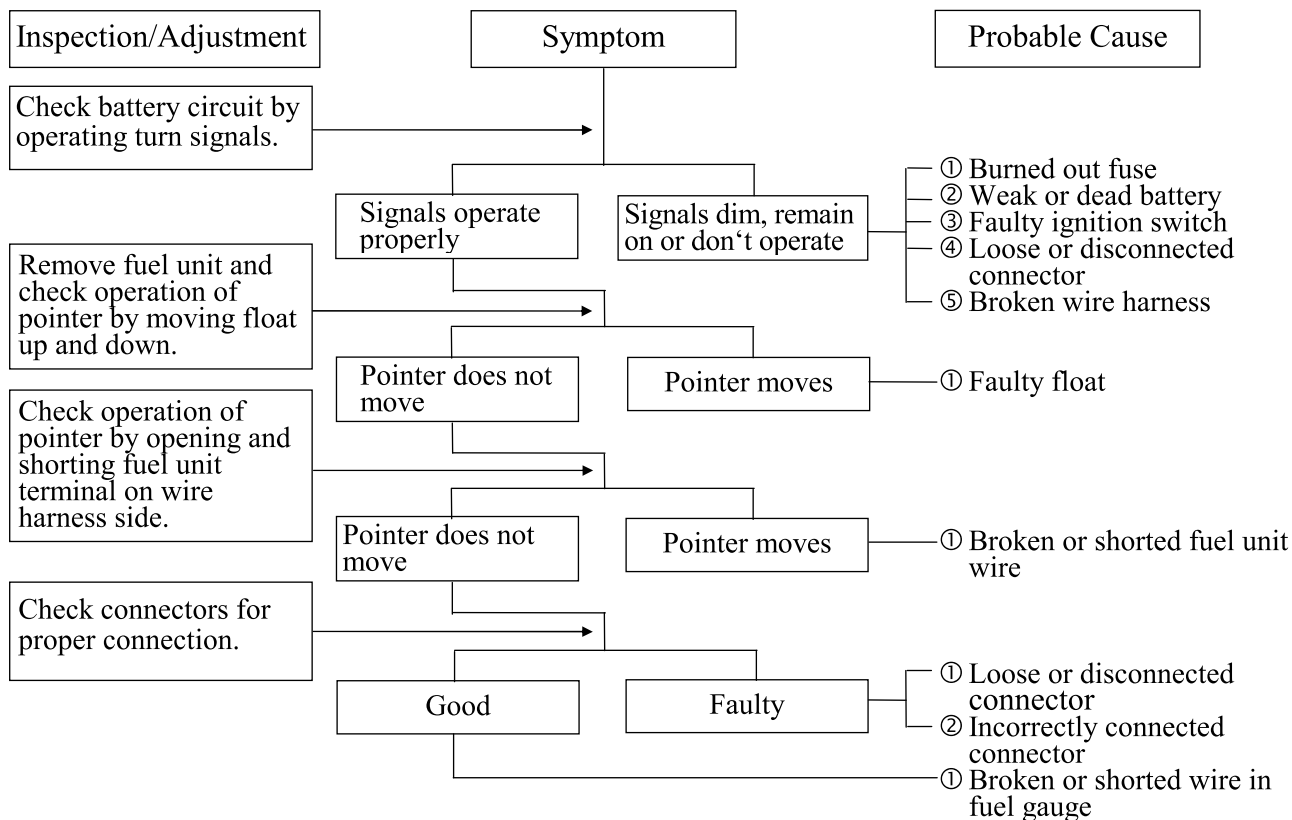 Inspection/Adjustment
Symptom
Probable Cause
Check battery circuit by
operating turn signals.
Signals operate
properly
Signals dim, remain
on or don‘t operate
① Burned out fuse
② Weak or dead battery
③ Faulty ignition switch
④ Loose or disconnected
connector
⑤ Broken wire harness
Remove fuel unit and
check operation of
pointer by moving float
up and down.
Pointer does not
move
Pointer moves
① Faulty float
Check operation of
pointer by opening and
shorting fuel unit
terminal on wire
harness side.
Pointer does not
move
Pointer moves
① Broken or shorted fuel unit
wire
Check connectors for
proper connection.
Good
Faulty
① Loose or disconnected
connector
② Incorrectly connected
connector
① Broken or shorted wire in
fuel gauge